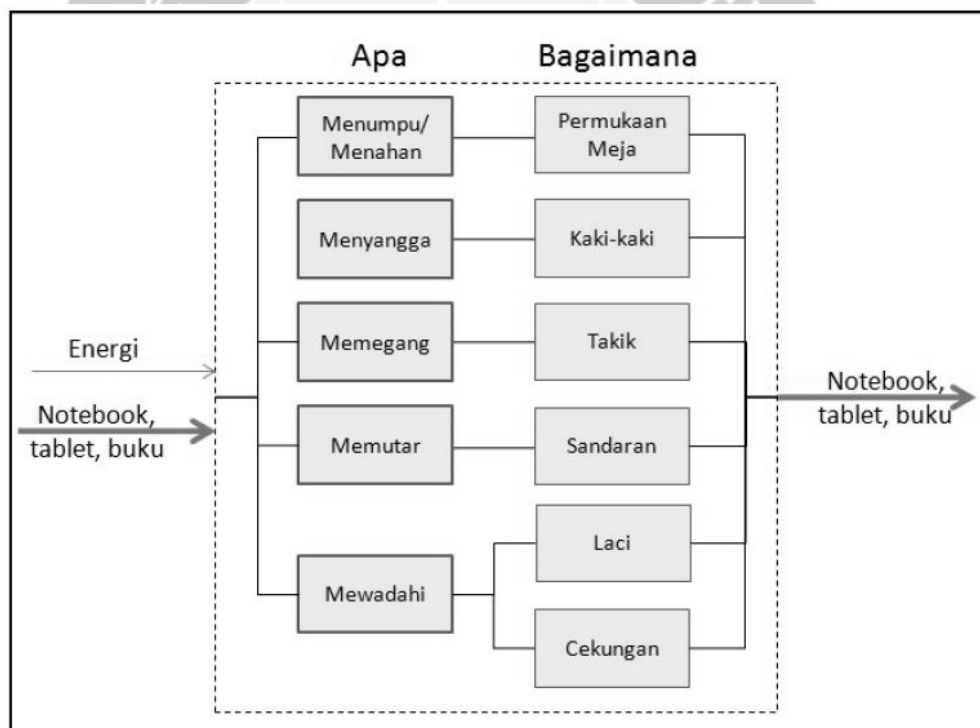 Apa
Bagaimana
Menumpu/
Menahan
Permukaan
Meja
Menyangga
Kaki-kaki
Energi
Memegang
Takik
Notebook,
tablet, buku
Memutar
Sandaran
Notebook,
tablet, buku
Laci
Mewadahi
Cekungan